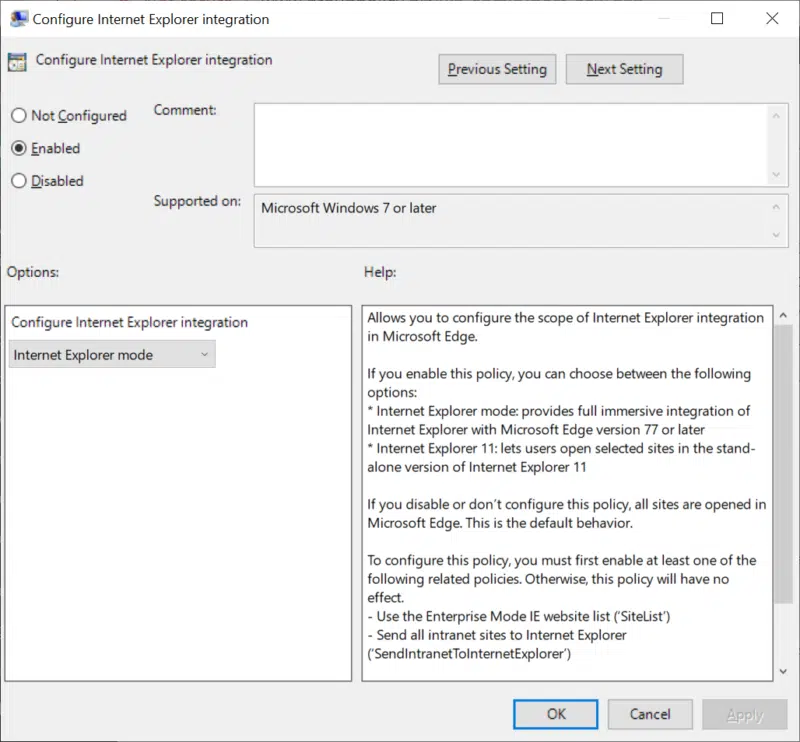 Configure Internet Explorer integration
Configure Internet Explorer integration
Previous Setting
Next Setting
Not Configured
Enabled
Disabled
Comment:
Supported on:
Microsoft Windows 7 or later
Options:
Help:
Configure Internet Explorer integration
Internet Explorer mode
Allows you to configure the scope of Internet Explorer integration
in Microsoft Edge.
If you enable this policy, you can choose between the following
options:
* Internet Explorer mode: provides full immersive integration of
Internet Explorer with Microsoft Edge version 77 or later
* Internet Explorer 11: lets users open selected sites in the stand-
alone version of Internet Explorer 11
If you disable or don't configure this policy, all sites are opened in
Microsoft Edge. This is the default behavior.
To configure this policy, you must first enable at least one of the
following related policies. Otherwise, this policy will have no
effect.
- Use the Enterprise Mode IE website list ('SiteList')
- Send all intranet sites to Internet Explorer
('SendIntranetToInternetExplorer')
OK
Cancel
Apply